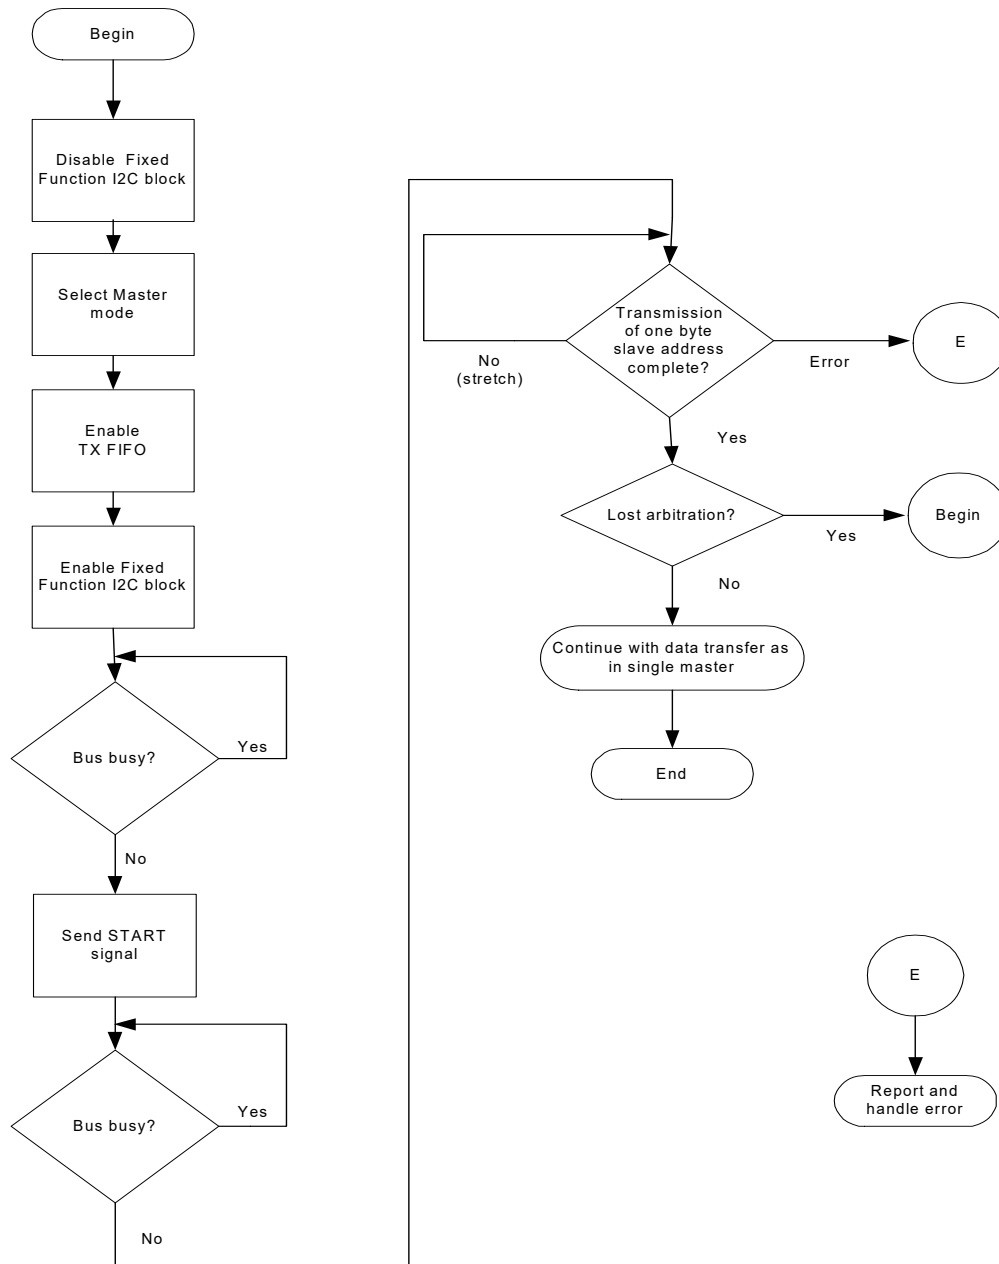 Begin
Disable Fixed
Function I2C block
Select Master
mode
Enable
TX FIFO
Enable Fixed
Function I2C block
Bus busy?
Yes
No
Send START
signal
Bus busy?
Yes
No
Transmission
of one byte
slave address
complete?
No
(stretch)
Error
E
Yes
Lost arbitration?
Yes
Begin
No
Continue with data transfer as
in single master
End
E
Report and
handle error